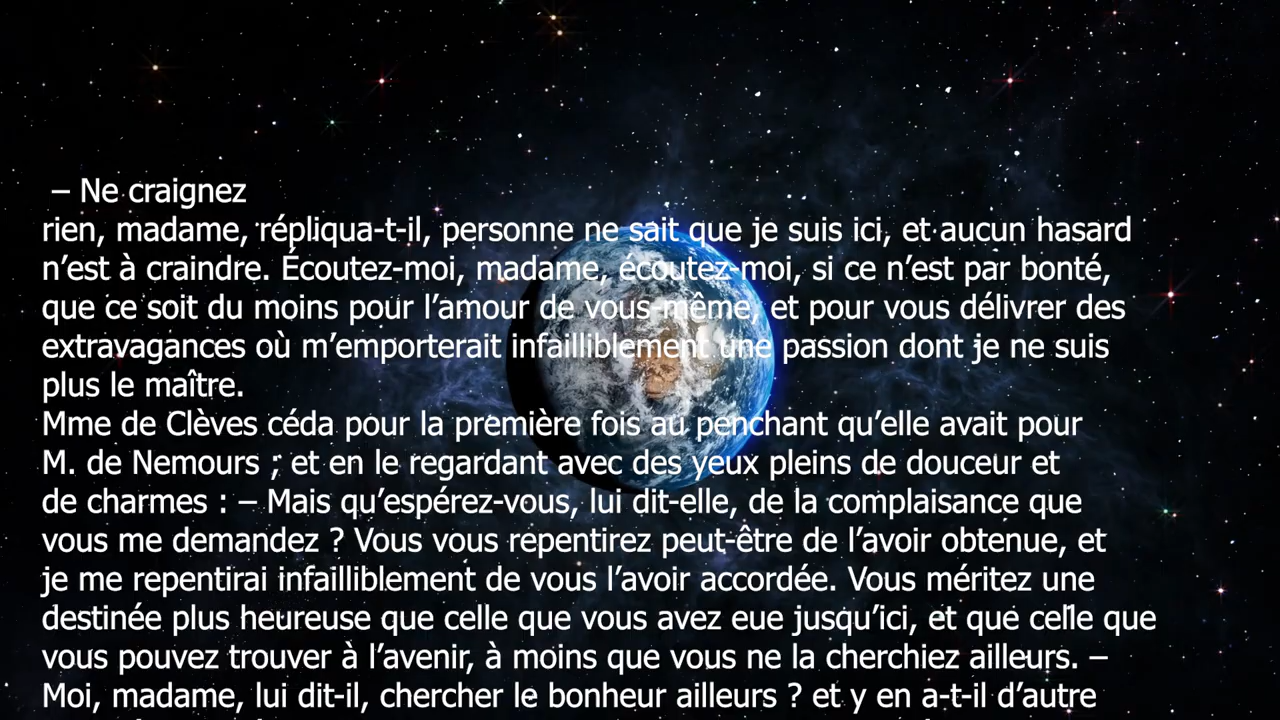 – Ne craignez
rien, madame, répliqua-t-il, personne ne sait que je suis ici, et aucun hasard
n’est à craindre. Écoutez-moi, madame, écoutez-moi, si ce n’est par bonté,
que ce soit du moins pour l’amour de vous-même, et pour vous délivrer des
extravagances où m’emporterait infailliblement une passion dont je ne suis
plus le maître.
Mme de Clèves céda pour la première fois au penchant qu’elle avait pour
M. de Nemours ; et en le regardant avec des yeux pleins de douceur et
de charmes : – Mais qu’espérez-vous, lui dit-elle, de la complaisance que
vous me demandez ? Vous vous repentirez peut-être de l’avoir obtenue, et
je me repentirai infailliblement de vous l’avoir accordée. Vous méritez une
destinée plus heureuse que celle que vous avez eue jusqu’ici, et que celle que
vous pouvez trouver à l’avenir, à moins que vous ne la cherchiez ailleurs. –
Moi, madame, lui dit-il, chercher le bonheur ailleurs ? et y en a-t-il d’autre